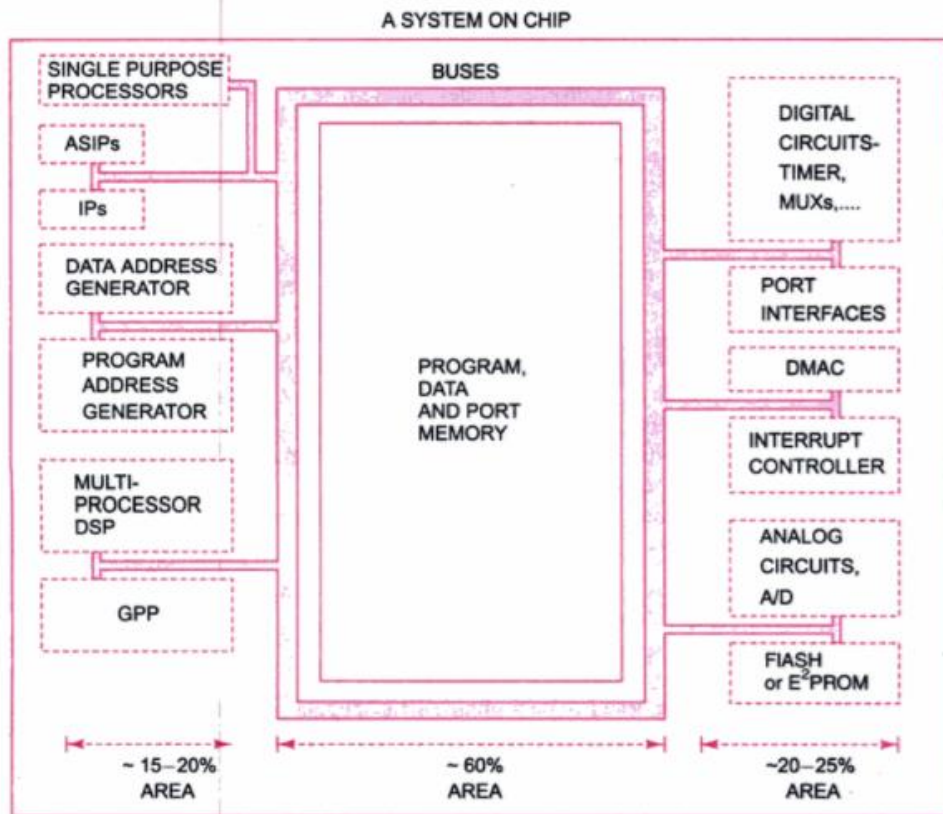 A SYSTEM ON CHIP
SINGLE PURPOSE
PROCESSORS
ASIPs
IPs
DATA ADDRESS
GENERATOR
PROGRAM
ADDRESS
GENERATOR
MULTI-
PROCESSOR
DSP
GPP
BUSES
PROGRAM,
DATA
AND PORT
MEMORY
DIGITAL
CIRCUITS-
TIMER,
MUXs,....
PORT
INTERFACES
DMAC
INTERRUPT
CONTROLLER
ANALOG
CIRCUITS,
A/D
FIASH
or E²PROM
~ 15–20%
AREA
~ 60%
AREA
~20–25%
AREA